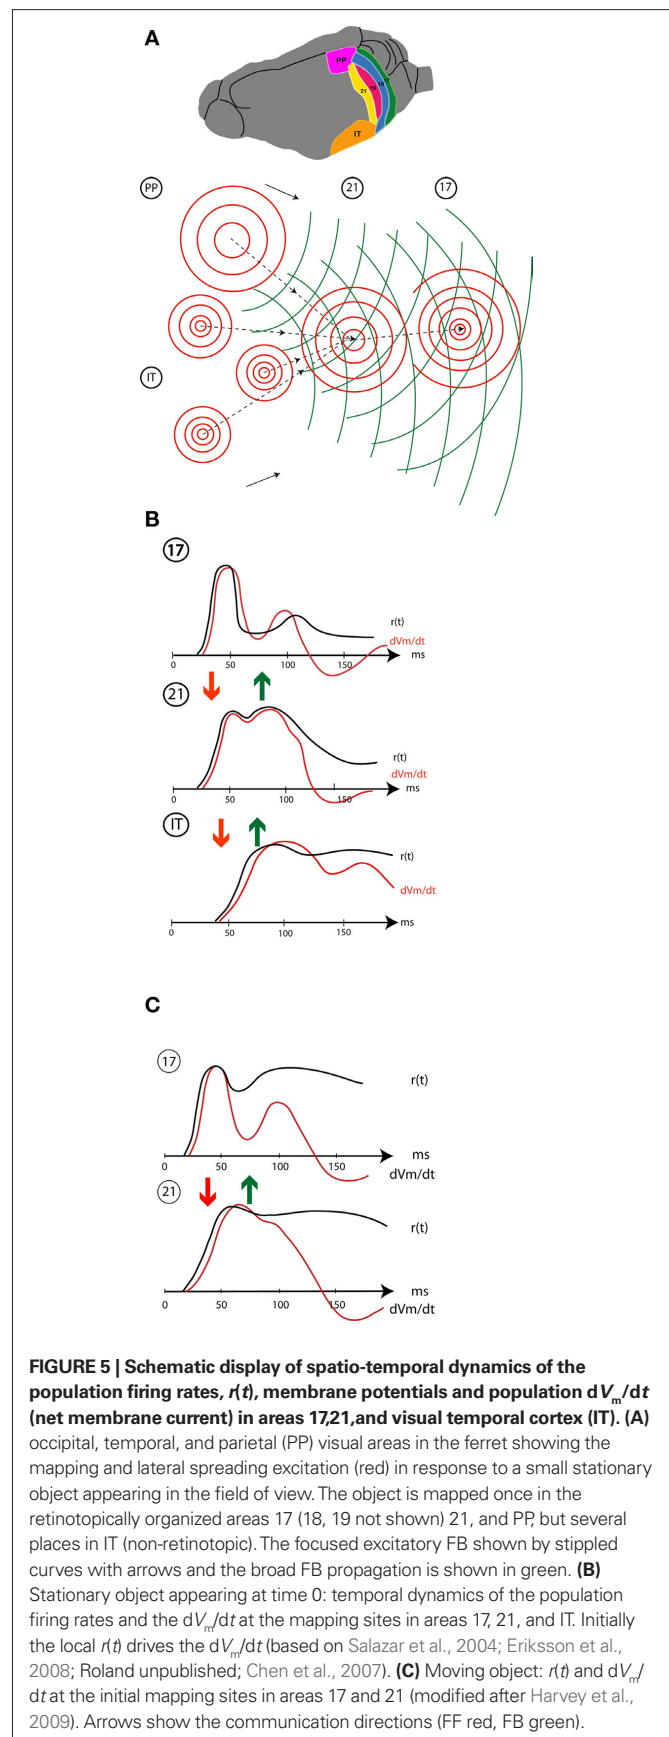 A
PP
17
18
19
21
IT
PP
21
17
IT
B
17
r(t)
dVm/dt
ms
0
50
100
150
21
r(t)
dVm/dt
ms
0
50
100
150
IT
r(t)
dVm/dt
ms
0
50
100
150
C
17
r(t)
ms
0
50
100
150
dVm/dt
21
r(t)
ms
0
50
100
150
dVm/dt
FIGURE 5 | Schematic display of spatio-temporal dynamics of the
population firing rates, r(t), membrane potentials and population dVm/dt
(net membrane current) in areas 17,21,and visual temporal cortex (IT). (A)
occipital, temporal, and parietal (PP) visual areas in the ferret showing the
mapping and lateral spreading excitation (red) in response to a small stationary
object appearing in the field of view. The object is mapped once in the
retinotopically organized areas 17 (18, 19 not shown) 21, and PP, but several
places in IT (non-retinotopic). The focused excitatory FB shown by stippled
curves with arrows and the broad FB propagation is shown in green. (B)
Stationary object appearing at time 0: temporal dynamics of the population
firing rates and the dVm/dt at the mapping sites in areas 17, 21, and IT. Initially
the local r(t) drives the dVm/dt (based on Salazar et al., 2004; Eriksson et al.,
2008; Roland unpublished; Chen et al., 2007). (C) Moving object: r(t) and dVm/
dt at the initial mapping sites in areas 17 and 21 (modified after Harvey et al.,
2009). Arrows show the communication directions (FF red, FB green).